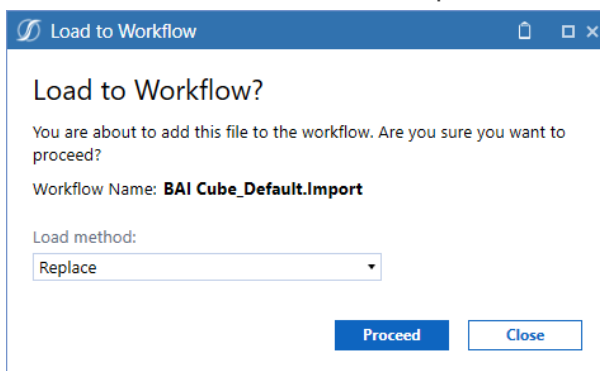 Load to Workflow
Load to Workflow?
You are about to add this file to the workflow. Are you sure you want to
proceed?
Workflow Name: BAI Cube_Default.Import
Load method:
Replace
Proceed
Close